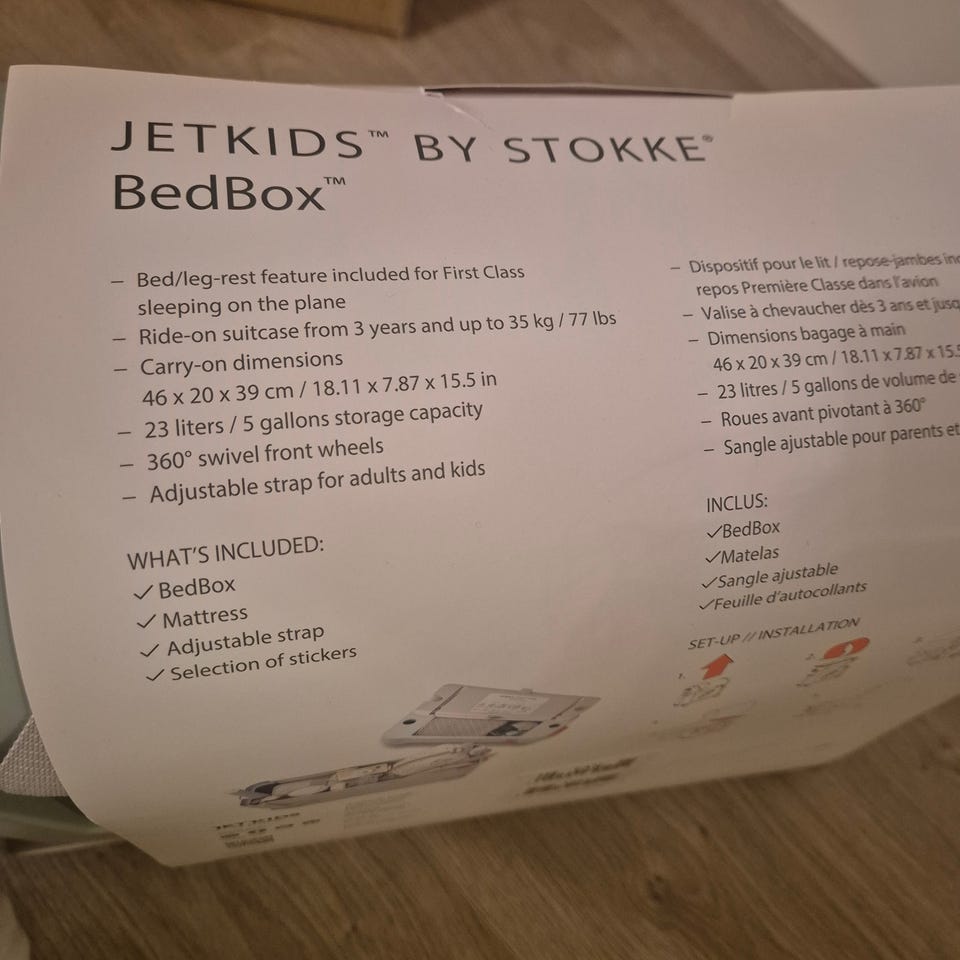 JETKIDS™ BY STOKKE®
BedBox™
– Bed/leg-rest feature included for First Class
sleeping on the plane
– Ride-on suitcase from 3 years and up to 35 kg / 77 lbs
– Carry-on dimensions
46 x 20 x 39 cm / 18.11 x 7.87 x 15.5 in
– 23 liters / 5 gallons storage capacity
– 360° swivel front wheels
– Adjustable strap for adults and kids
WHAT'S INCLUDED:
✓ BedBox
✓ Mattress
✓ Adjustable strap
✓ Selection of stickers
– Dispositif pour le lit / repose-jambes
repos Première Classe dans l'avion
– Valise à chevaucher dès 3 ans et
– Dimensions bagage à main
46 x 20 x 39 cm / 18.11 x 7.87 x 15.5
– 23 litres / 5 gallons de volume de
– Roues avant pivotant à 360°
– Sangle ajustable pour parents et
INCLUS:
✓BedBox
✓Matelas
✓Sangle ajustable
✓Feuille d'autocollants
SET-UP // INSTALLATION
1.
2.
JETKIDS